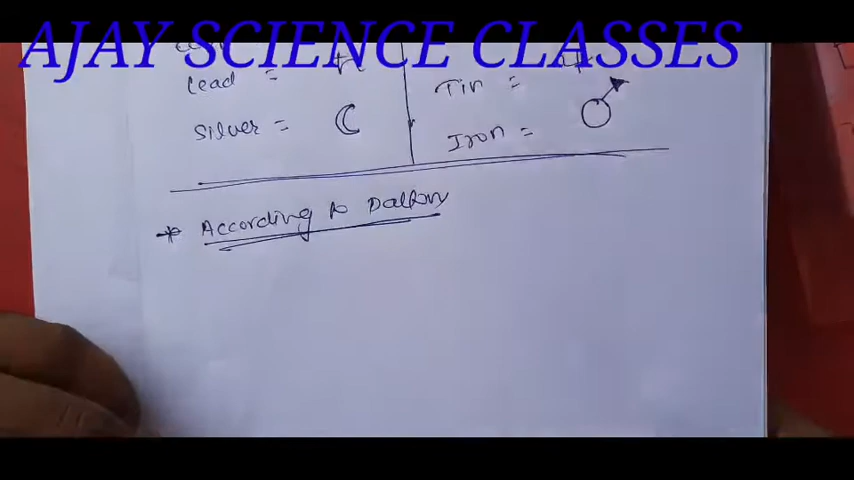 AJAY SCIENCE CLASSES
Lead =
Tin =
Silver = ☾
Iron = ♂
* According to Dalton